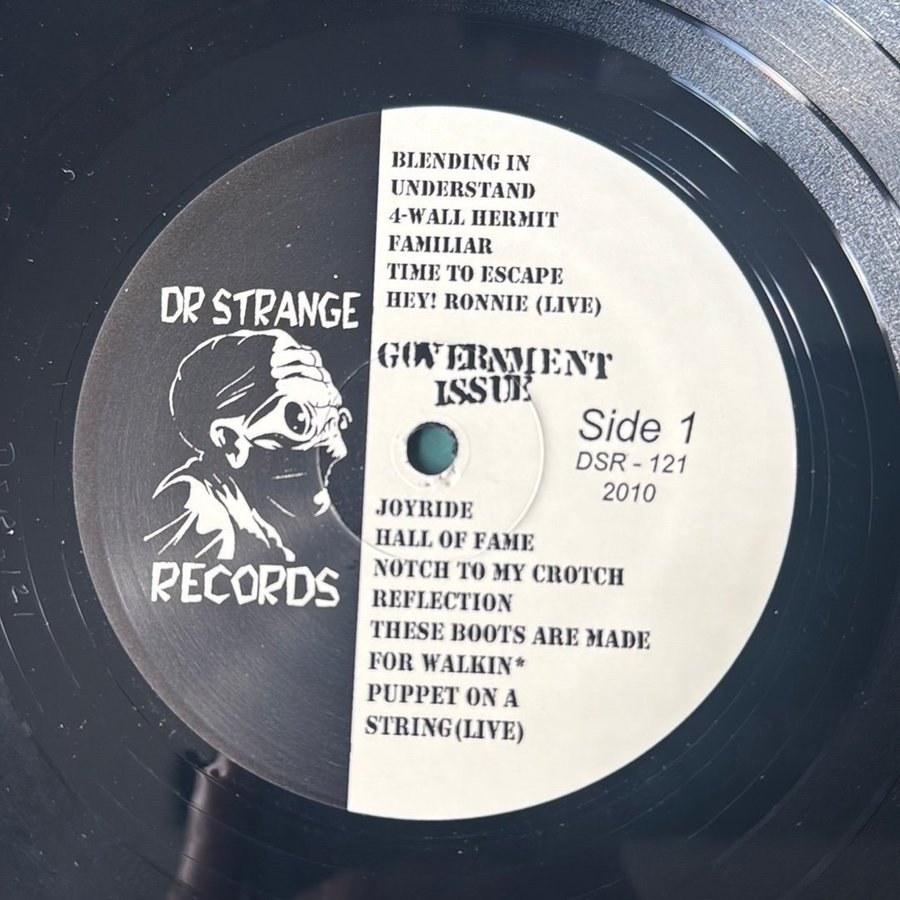 DR STRANGE
RECORDS
BLENDING IN
UNDERSTAND
4-WALL HERMIT
FAMILIAR
TIME TO ESCAPE
HEY! RONNIE (LIVE)
GOVERNMENT
ISSUE
Side 1
DSR - 121
2010
JOYRIDE
HALL OF FAME
NOTCH TO MY CROTCH
REFLECTION
THESE BOOTS ARE MADE
FOR WALKIN*
PUPPET ON A
STRING(LIVE)